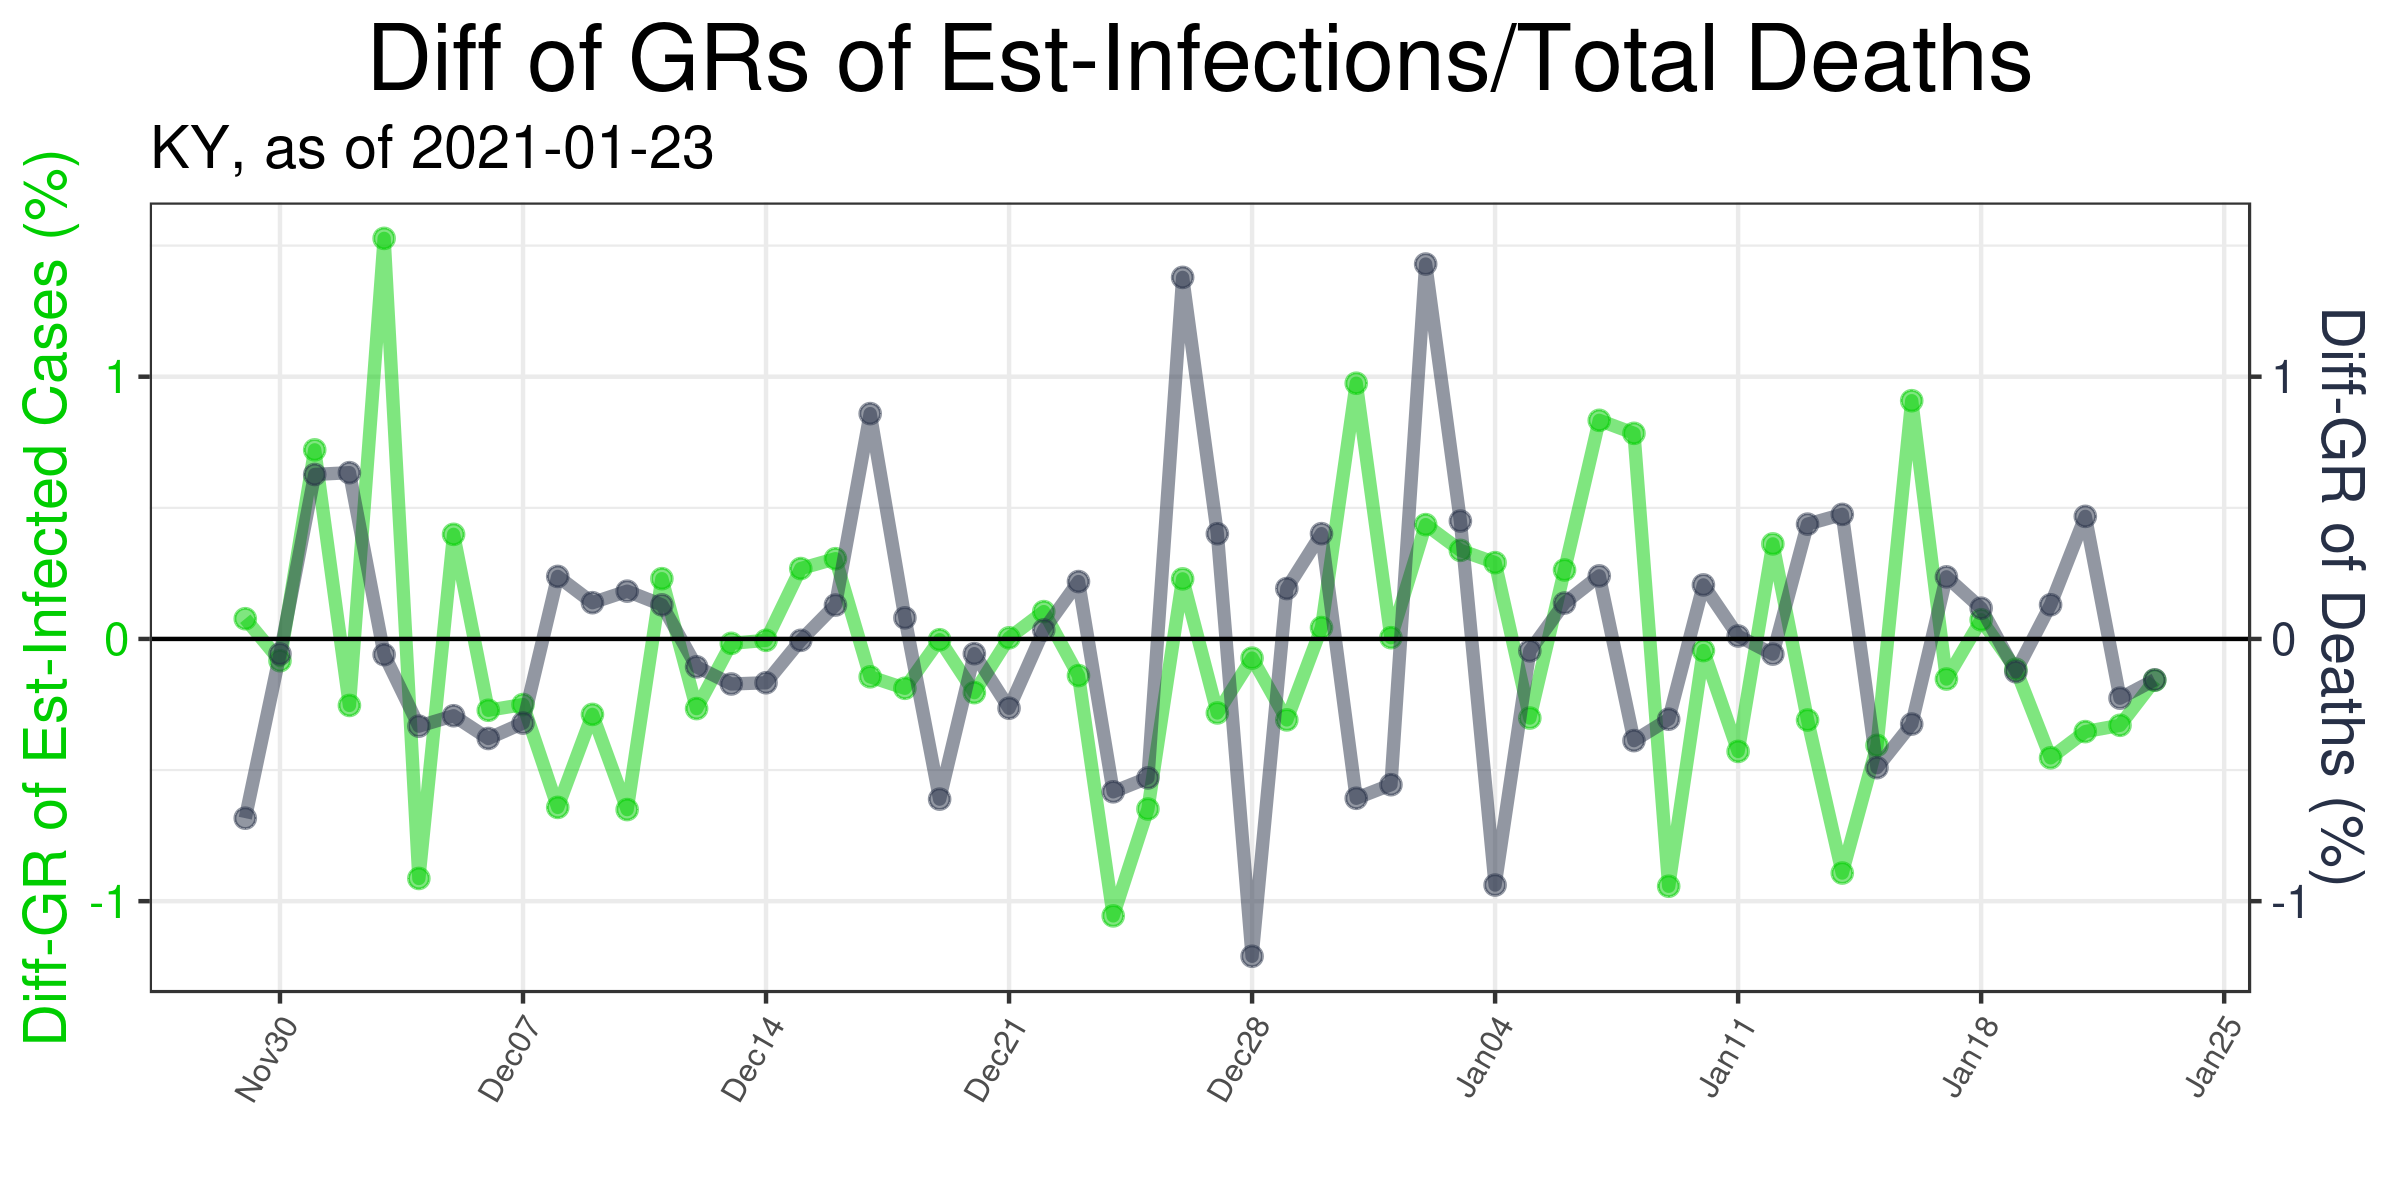 Diff of GRs of Est-Infections/Total Deaths
KY, as of 2021-01-23
Diff-GR of Est-Infected Cases (%)
1
0
-1
1
0
-1
Diff-GR of Deaths (%)
Nov30
Dec07
Dec14
Dec21
Dec28
Jan04
Jan11
Jan18
Jan25